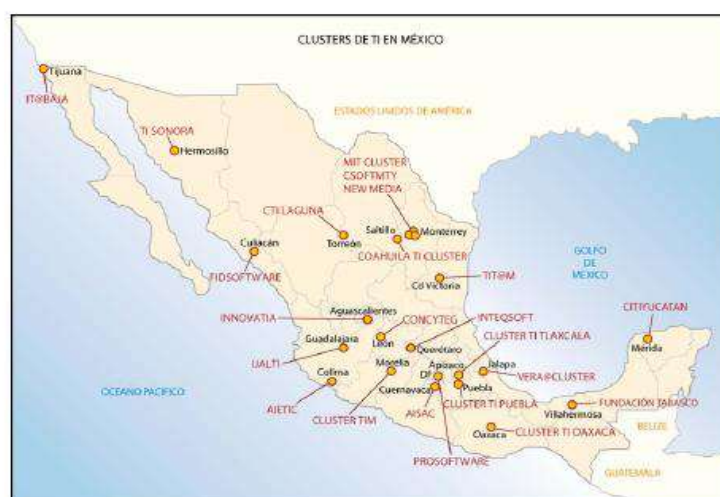 CLUSTERS DE TI EN MÉXICO
Tijuana
IT@BAJA
ESTADOS UNIDOS DE AMÉRICA
TI SONORA
Hermosillo
MIT CLUSTER
CSOFTMTY
NEW MEDIA
CTI LAGUNA
Saltillo
Monterrey
Culiacán
Torreón
COAHUILA TI CLUSTER
GOLFO
DE
MEXICO
FIDSOFTWARE
Cd Victoria
TIT@M
Aguascalientes
INNOVATIA
CONCYTEG
INTEQSOFT
CITIYUCATAN
Guadalajara
León
Querétaro
CLUSTER TI TLAXCALA
Mérida
IJALTI
Morelia
Apizaco
Jalapa
OCEANO PACIFICO
Colima
DF
VERA@CLUSTER
Cuernavaca
Puebla
AIETIC
CLUSTER TIM
AISAC
CLUSTER TI PUEBLA
Villahermosa
FUNDACIÓN TABASCO
Oaxaca
CLUSTER TI OAXACA
BELIZE
PROSOFTWARE
GUATEMALA